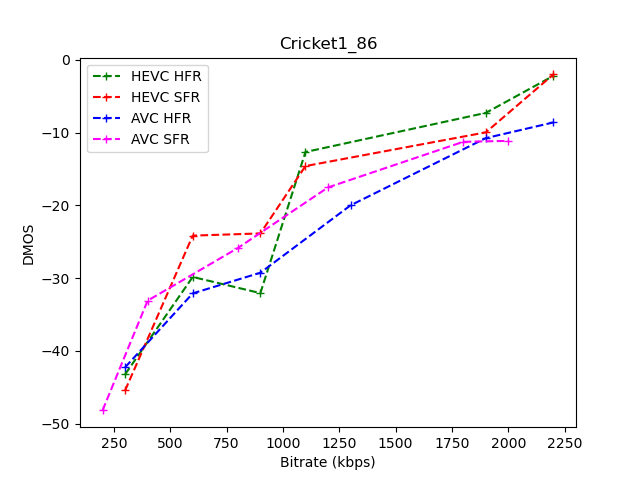 Cricket1_86
HEVC HFR
HEVC SFR
AVC HFR
AVC SFR
DMOS
0
−10
−20
−30
−40
−50
250 500 750 1000 1250 1500 1750 2000 2250
Bitrate (kbps)